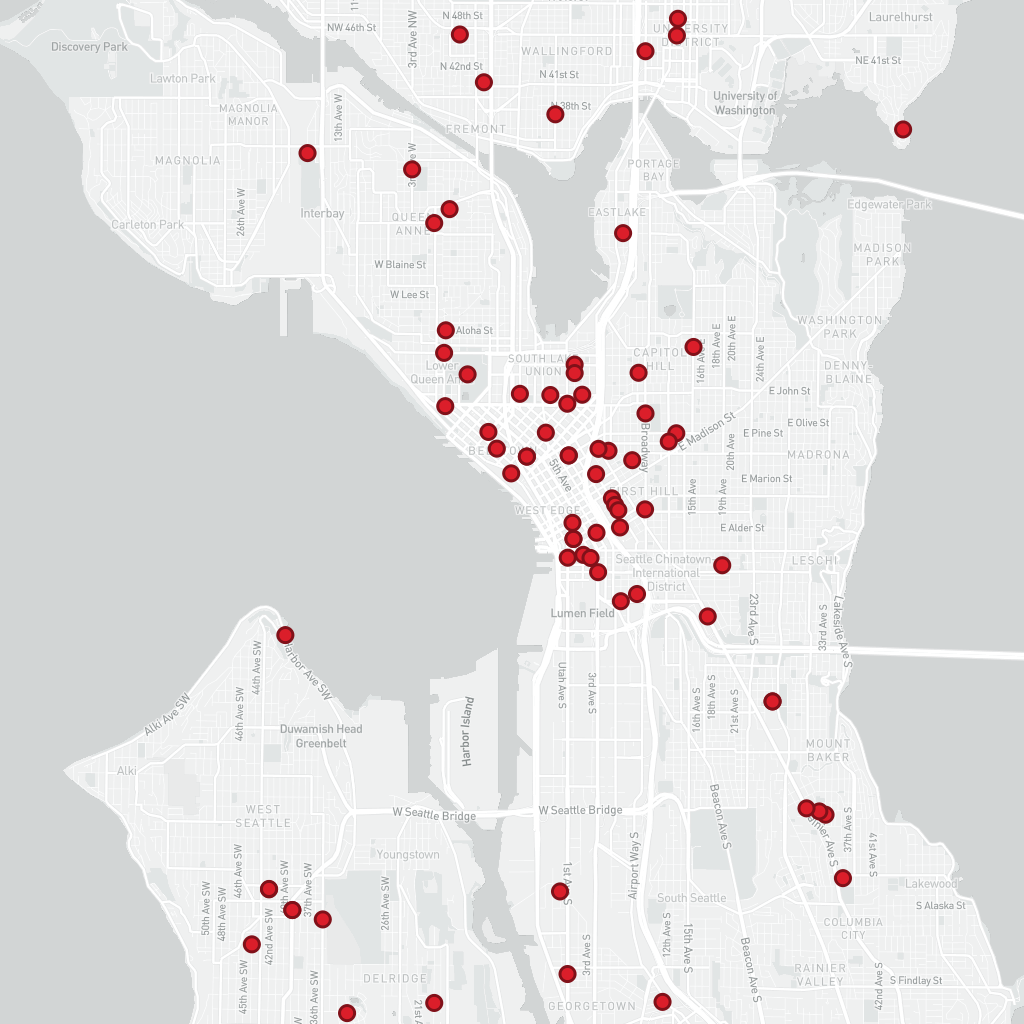 N 48th St
NW 46th St
3rd Ave NW
Laurelhurst
UNIVERSITY
DISTRICT
Discovery Park
WALLINGFORD
N 42nd St
N 41st St
NE 41st St
Lawton Park
University of
Washington
N 38th St
MAGNOLIA
MANOR
13th Ave W
FREMONT
MAGNOLIA
3rd Ave W
PORTAGE
BAY
26th Ave W
Interbay
Edgewater Park
EASTLAKE
QUEEN
ANNE
Carleton Park
MADISON
PARK
W Blaine St
W Lee St
WASHINGTON
PARK
Aloha St
16th Ave E
18th Ave E
20th Ave E
24th Ave E
SOUTH LAKE
UNION
CAPITOL
HILL
Lower
Queen Anne
DENNY-
BLAINE
E John St
E Olive St
E Madison St
E Pine St
Broadway
20th Ave
MADRONA
BELLTOWN
5th Ave
E Marion St
FIRST HILL
15th Ave
19th Ave
WEST EDGE
E Alder St
Seattle Chinatown-
International
District
LESCHI
Lumen Field
23rd Ave S
33rd Ave S
Lakeside Ave S
44th Ave SW
Harbor Ave SW
Utah Ave S
3rd Ave S
16th Ave S
18th Ave S
21st Ave S
46th Ave SW
Alki Ave SW
Harbor Island
Duwamish Head
Greenbelt
MOUNT
BAKER
Alki
WEST
SEATTLE
W Seattle Bridge
W Seattle Bridge
Beacon Ave S
Rainier Ave S
37th Ave S
41st Ave S
Youngstown
Airport Way S
46th Ave SW
37th Ave SW
50th Ave SW
48th Ave SW
26th Ave SW
1st Ave S
South Seattle
Lakewood
S Alaska St
42nd Ave SW
12th Ave S
15th Ave S
COLUMBIA
CITY
3rd Ave S
Beacon Ave S
45th Ave SW
36th Ave SW
DELRIDGE
RAINIER
VALLEY
42nd Ave S
S Findlay St
GEORGETOWN